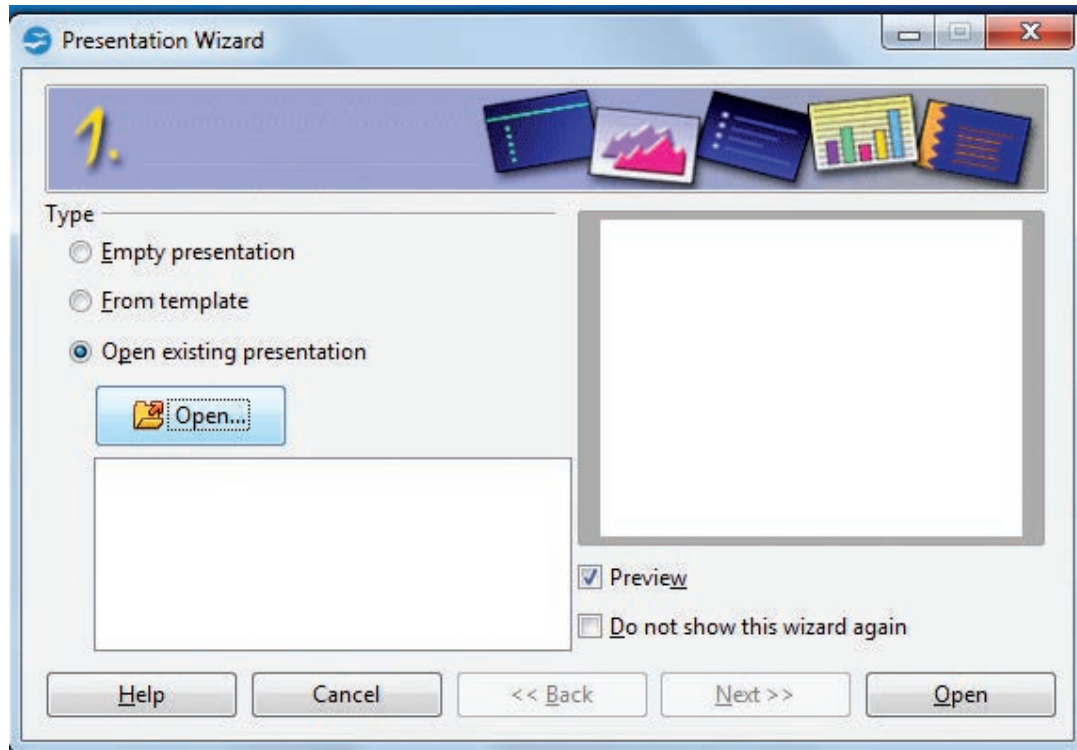 Presentation Wizard
1.
Type
Empty presentation
From template
Open existing presentation
Open...
Preview
Do not show this wizard again
Help
Cancel
<< Back
Next >>
Open